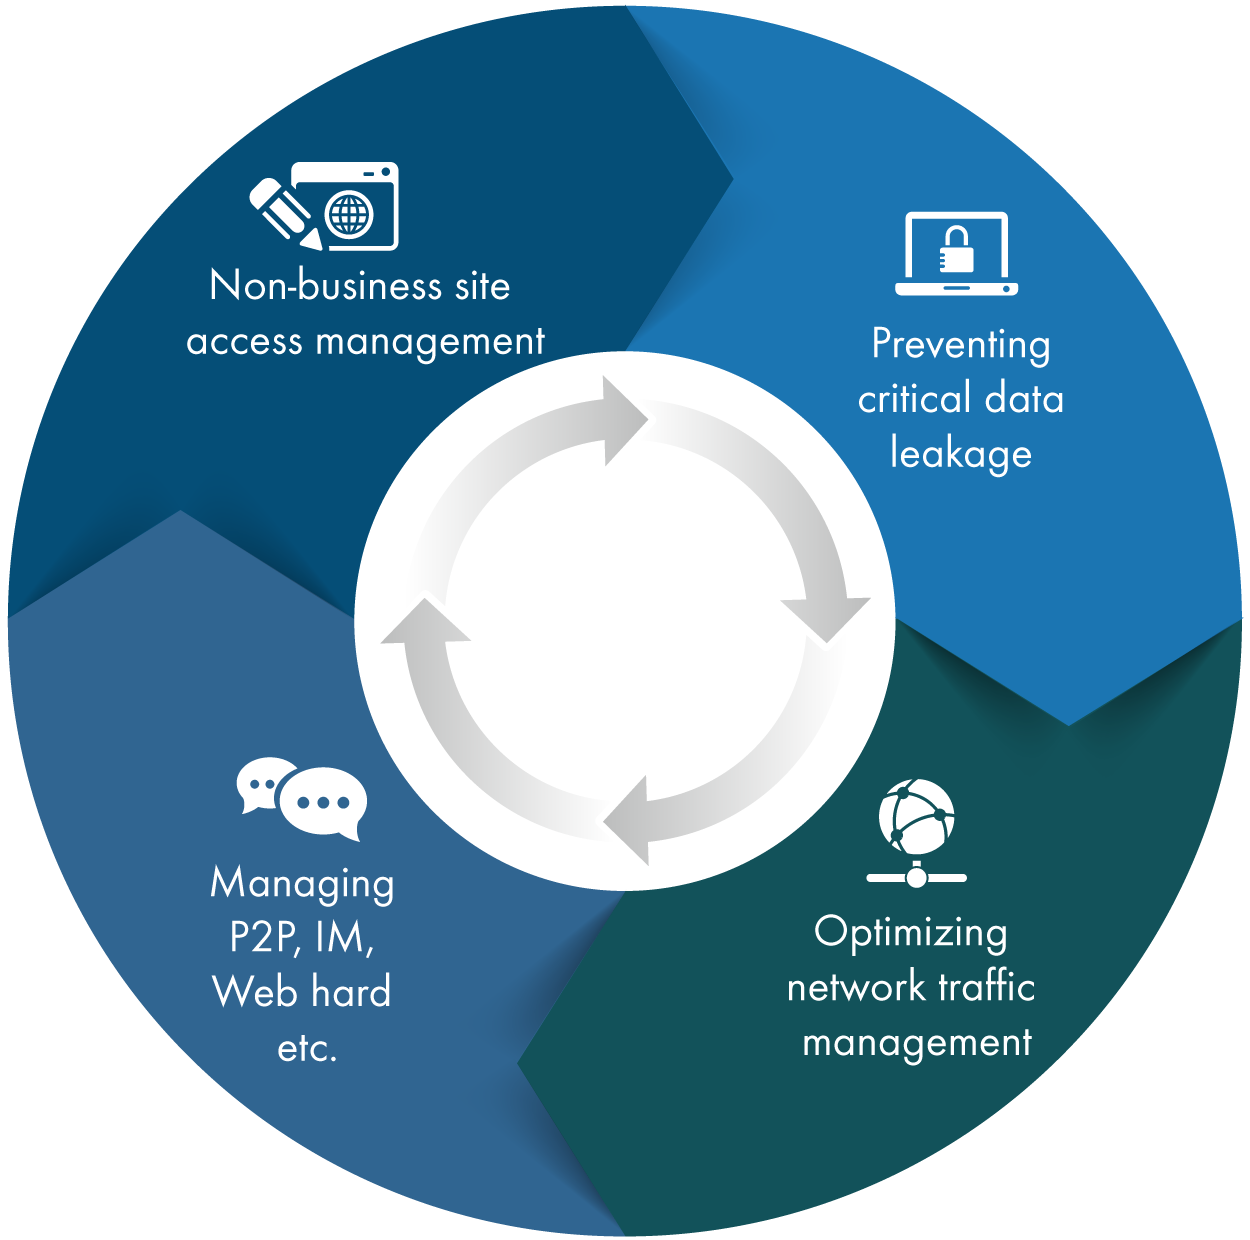 Non-business site
access management
Preventing
critical data
leakage
Optimizing
network traffic
management
Managing
P2P, IM,
Web hard
etc.